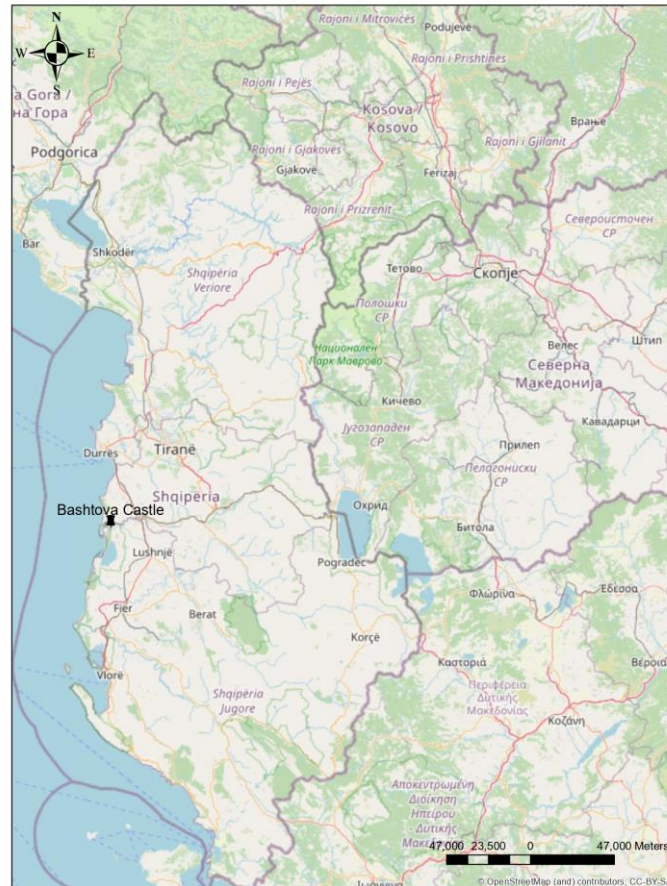 N
W
E
S
Rajoni i Mitrovicës
Podujevë
Rajoni i Prishtinës
Rajoni i Pejës
a Gora /
на Гора
Kosova /
Kosovo
Врање
Podgorica
Rajoni i Gjakovës
Rajoni i Gjilanit
Gjakovë
Ferizaj
Rajoni i Prizrenit
Североисточен
СР
Bar
Shkodër
Тетово
Скопје
Shqipëria
Veriore
Полошки
СР
Штип
Национален
Парк Маврово
Велес
Северна
Македонија
Кичево
Кавадарци
Југозападен
СР
Прилеп
Durrës
Tiranë
Пелагониски
СР
Shqipëria
Охрид
Bashtova Castle
Битола
Lushnjë
Pogradec
Φλώρινα
Έδεσσα
Fier
Berat
Korçë
Καστοριά
Βέροια
Vlorë
Περιφέρεια
Δυτικής
Μακεδονίας
Shqipëria
Jugore
Κοζάνη
Αποκεντρωμένη
Διοίκηση
Ηπείρου
- Δυτικής
47,000 23,500 0 47,000 Meters
© OpenStreetMap (and) contributors, CC-BY-S